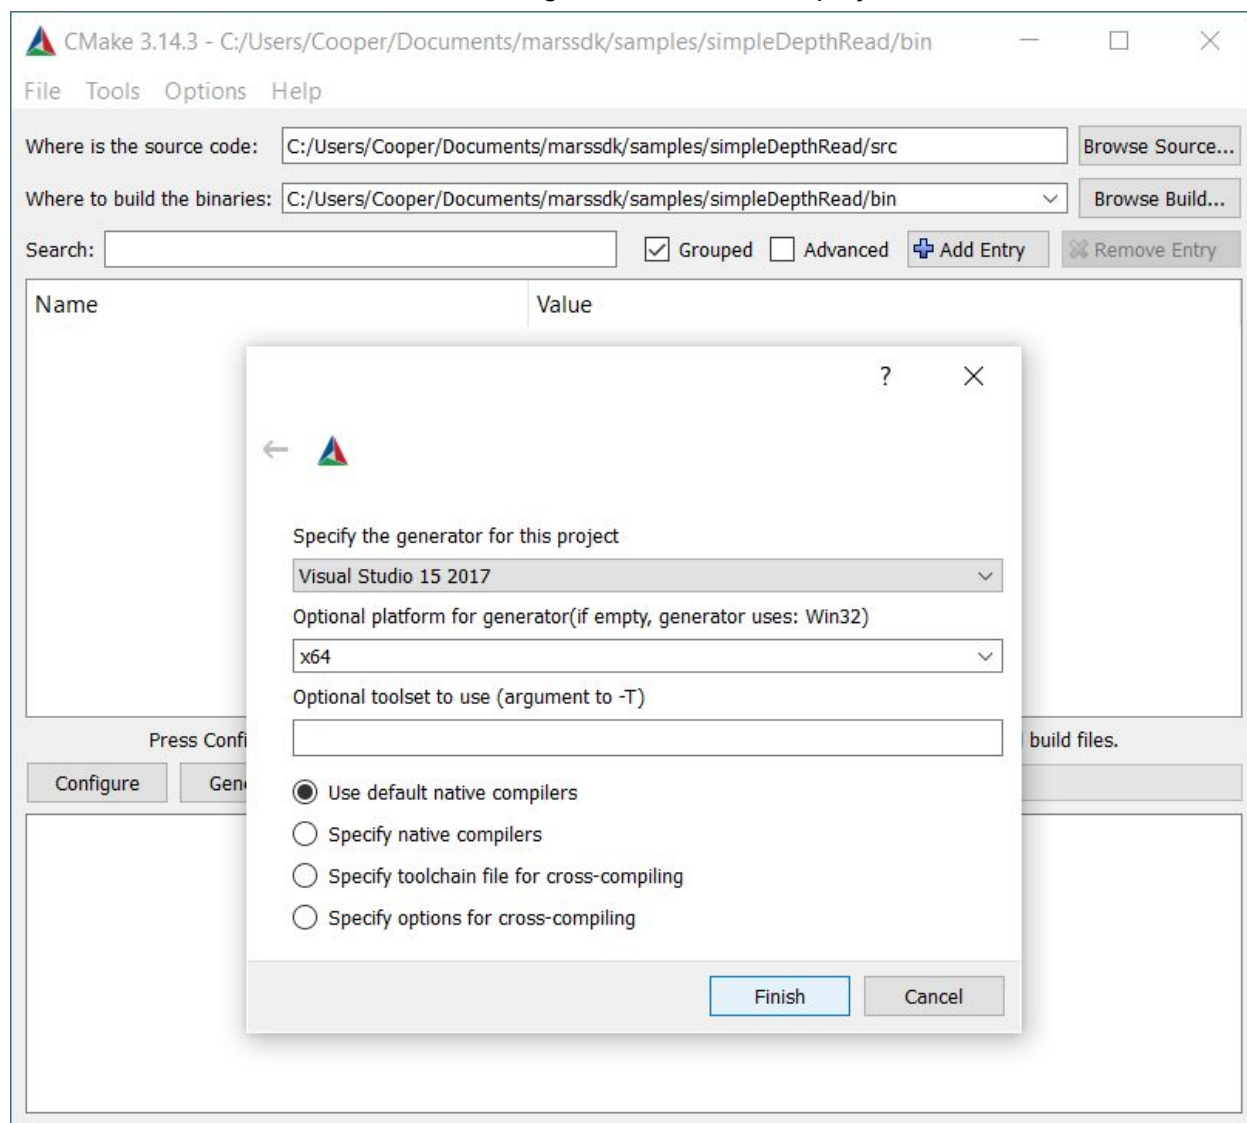 CMake 3.14.3 - C:/Users/Cooper/Documents/marssdk/samples/simpleDepthRead/bin
File Tools Options Help
Where is the source code: C:/Users/Cooper/Documents/marssdk/samples/simpleDepthRead/src Browse Source...
Where to build the binaries: C:/Users/Cooper/Documents/marssdk/samples/simpleDepthRead/bin Browse Build...
Search: Grouped Advanced Add Entry Remove Entry
Name Value
?
Specify the generator for this project
Visual Studio 15 2017
Optional platform for generator(if empty, generator uses: Win32)
x64
Optional toolset to use (argument to -T)
Press Confi build files.
Configure Gen
Use default native compilers
Specify native compilers
Specify toolchain file for cross-compiling
Specify options for cross-compiling
Finish Cancel